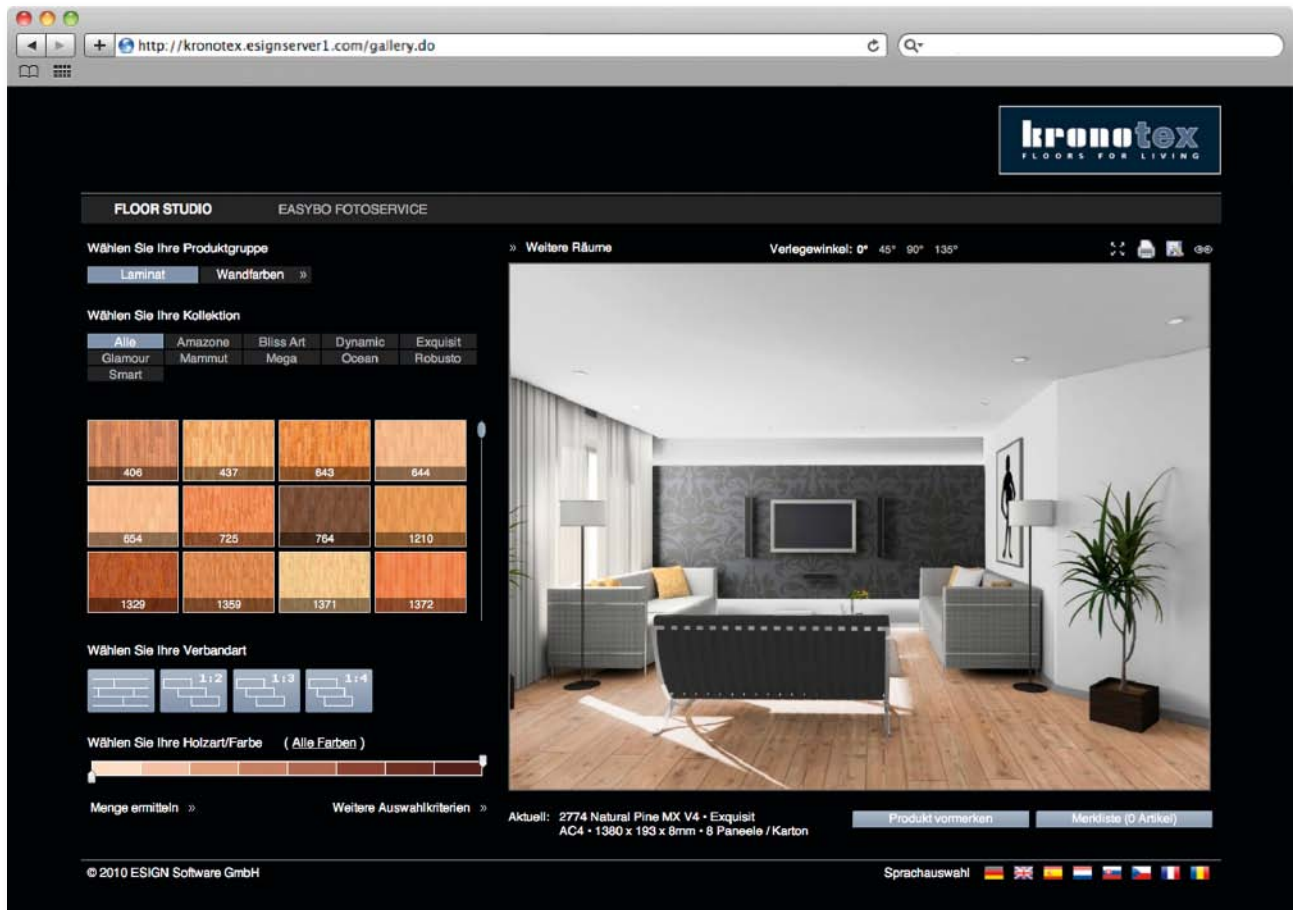 http://kronotex.esignserver1.com/gallery.do
kronotex
FLOORS FOR LIVING
FLOOR STUDIO EASYBO FOTOSERVICE
Wählen Sie Ihre Produktgruppe
Laminat Wandfarben »
Wählen Sie Ihre Kollektion
Alle Amazone Bliss Art Dynamic Exquisit
Glamour Mammut Mega Ocean Robusto
Smart
406 437 643 644
654 725 764 1210
1329 1359 1371 1372
Wählen Sie Ihre Verbandart
1:2 1:3 1:4
Wählen Sie Ihre Holzart/Farbe ( Alle Farben )
Menge ermitteln » Weitere Auswahlkriterien »
» Weitere Räume Verlegewinkel: 0° 45° 90° 135°
Aktuell: 2774 Natural Pine MX V4 • Exquisit
AC4 • 1380 x 193 x 8mm • 8 Paneele / Karton
Produkt vormerken Merkliste (0 Artikel)
© 2010 ESIGN Software GmbH Sprachauswahl